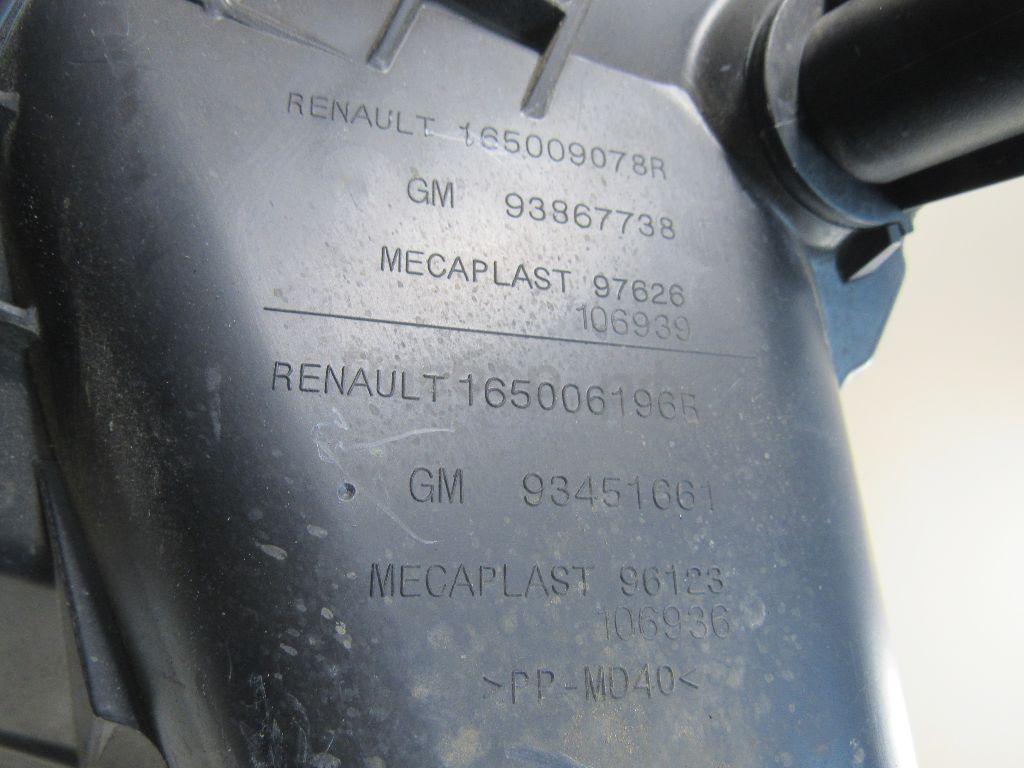 RENAULT 165009078R
GM 93867738
MECAPLAST 97626
106939
RENAULT 165006196R
GM 93451661
MECAPLAST 96123
106936
>PP-MD40<